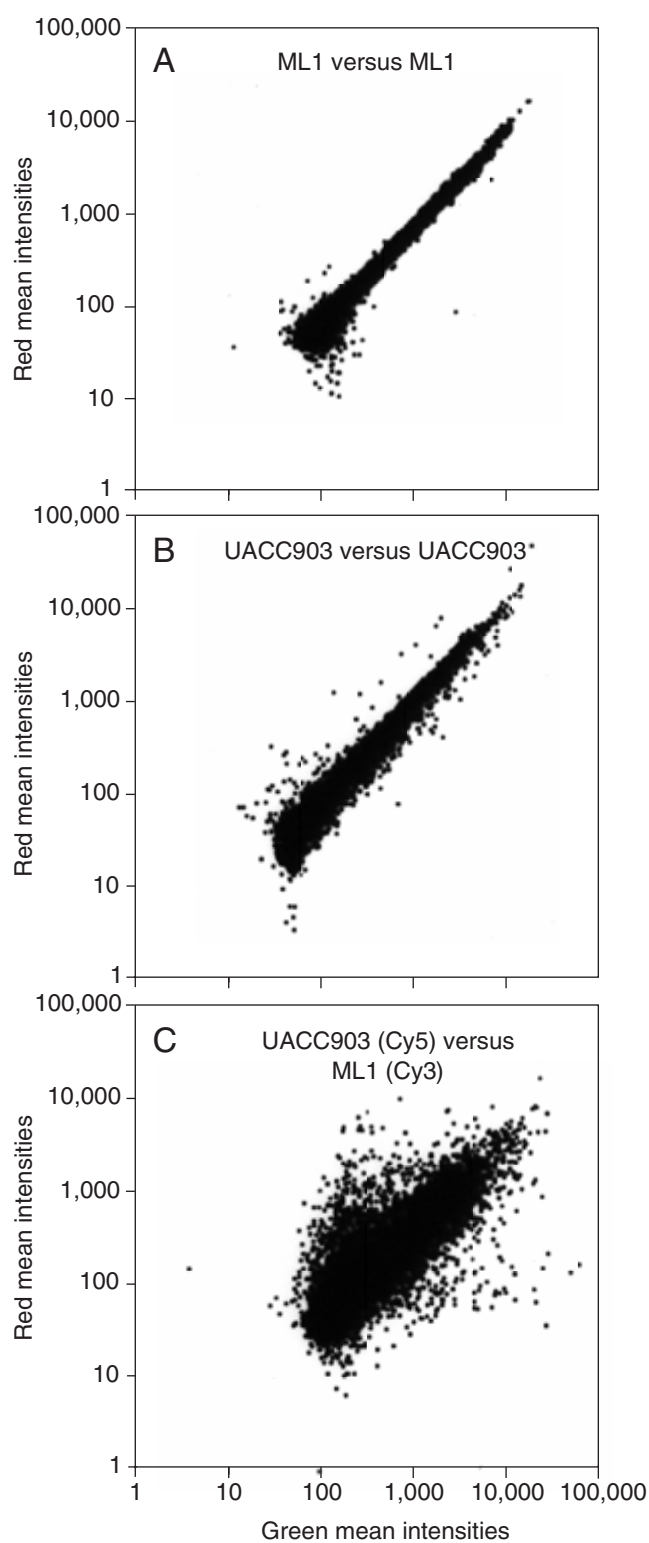 100,000
A
ML1 versus ML1
10,000
1,000
100
10
1
Red mean intensities
100,000
B
UACC903 versus UACC903
10,000
1,000
100
10
1
Red mean intensities
100,000
C
UACC903 (Cy5) versus
ML1 (Cy3)
10,000
1,000
100
10
1
Red mean intensities
1 10 100 1,000 10,000 100,000
Green mean intensities